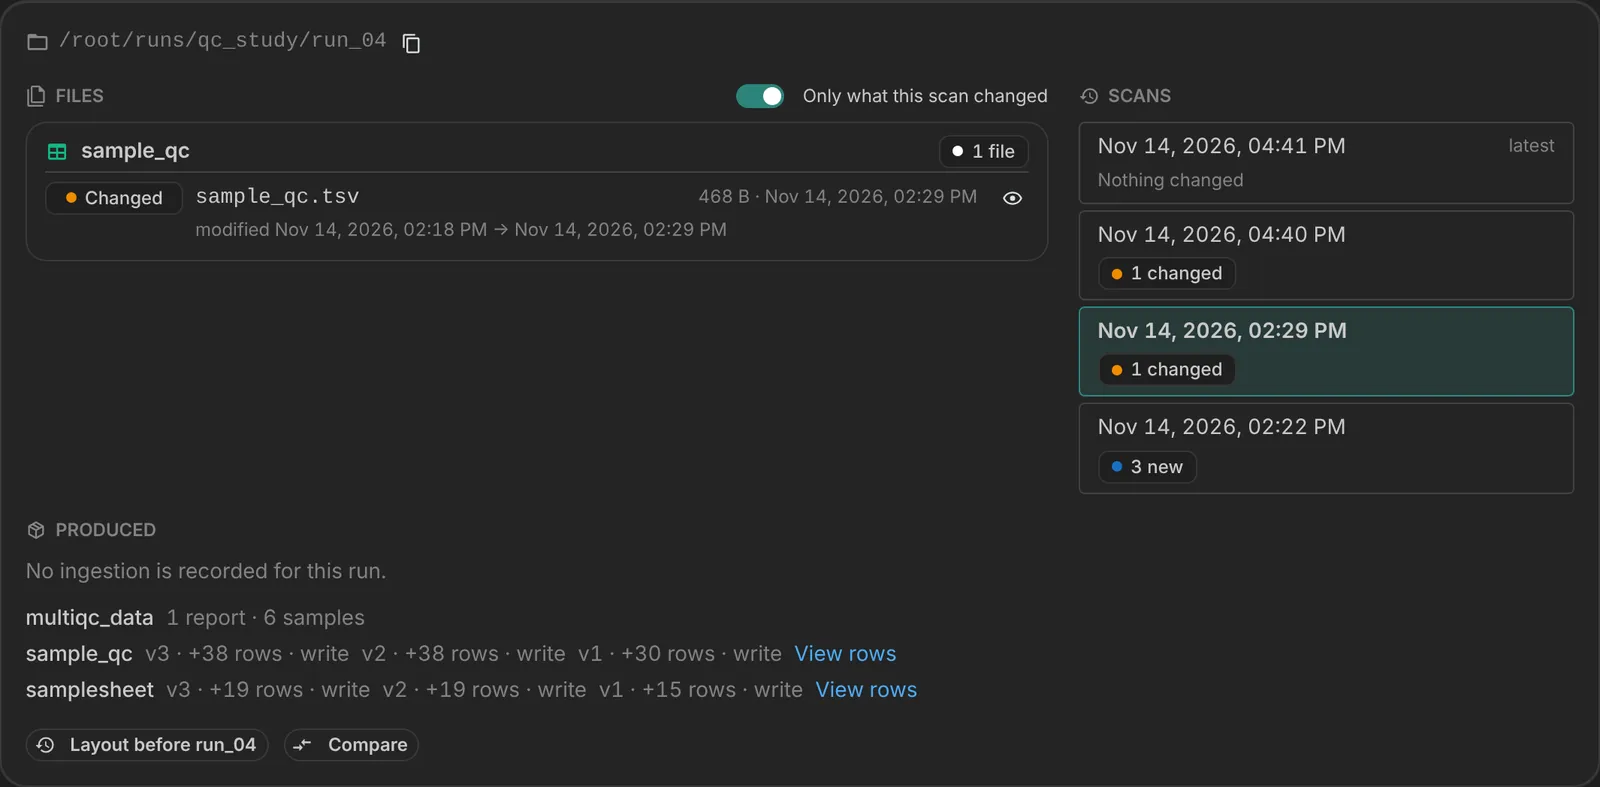 /root/runs/qc_study/run_04
FILES
Only what this scan changed
sample_qc
1 file
Changed
sample_qc.tsv
468 B · Nov 14, 2026, 02:29 PM
modified Nov 14, 2026, 02:18 PM → Nov 14, 2026, 02:29 PM
SCANS
Nov 14, 2026, 04:41 PM
latest
Nothing changed
Nov 14, 2026, 04:40 PM
1 changed
Nov 14, 2026, 02:29 PM
1 changed
Nov 14, 2026, 02:22 PM
3 new
PRODUCED
No ingestion is recorded for this run.
multiqc_data 1 report · 6 samples
sample_qc v3 · +38 rows · write v2 · +38 rows · write v1 · +30 rows · write View rows
samplesheet v3 · +19 rows · write v2 · +19 rows · write v1 · +15 rows · write View rows
Layout before run_04
Compare